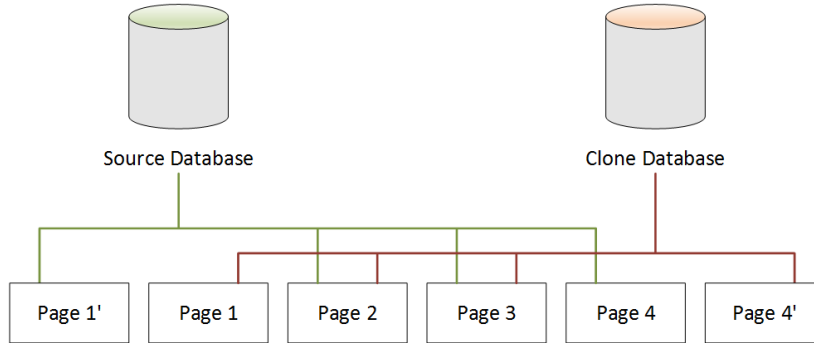 Source Database
Clone Database
Page 1'
Page 1
Page 2
Page 3
Page 4
Page 4'